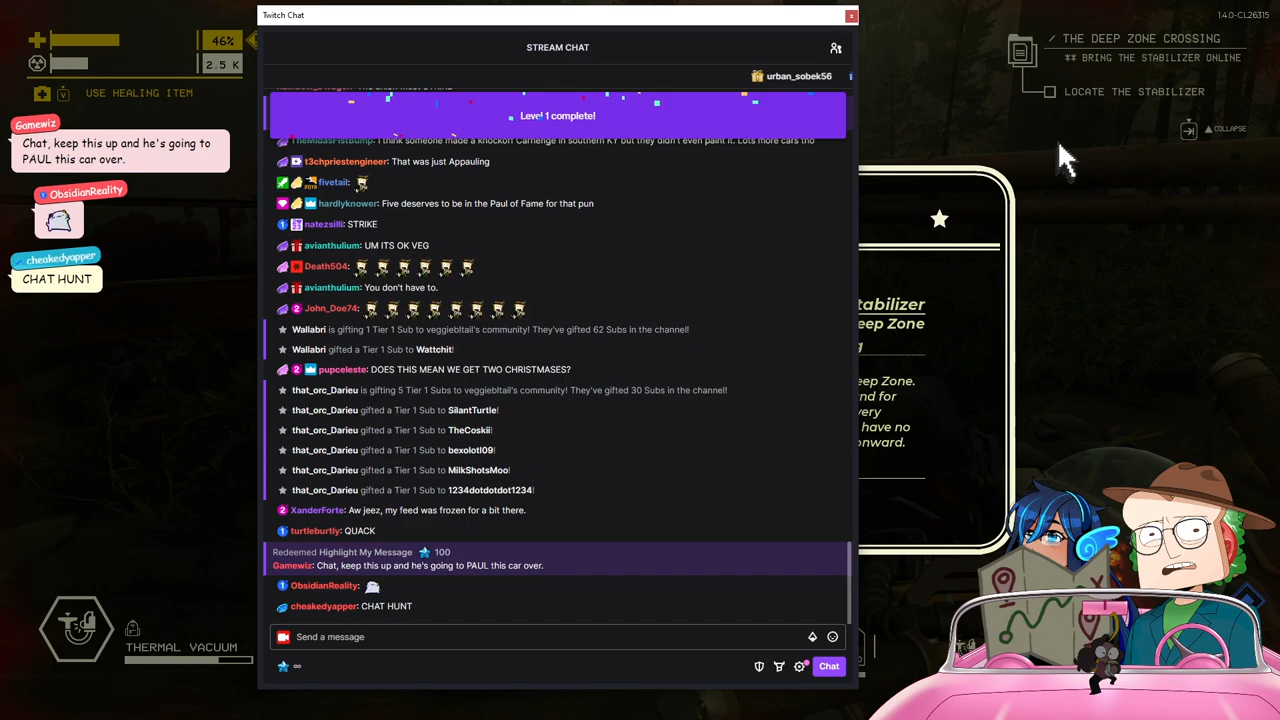 Twitch Chat
x
1.4.0-CL26315
STREAM CHAT
46%
2.5 K
USE HEALING ITEM
THE DEEP ZONE CROSSING
** BRING THE STABILIZER ONLINE
LOCATE THE STABILIZER
COLLAPSE
urban_sobek56
Level 1 complete!
TheMidasFistBump: I think someone made a knockoff Carhenge in southern KY but they didn't even paint it. Lots more cars tho
t3chpriestengineer: That was just Appauling
fivetail:
hardlyknower: Five deserves to be in the Paul of Fame for that pun
natezsilli: STRIKE
avianthulium: UM ITS OK VEG
Death504:
avianthulium: You don't have to.
John_Doe74:
Wallabri is gifting 1 Tier 1 Sub to veggiebltail's community! They've gifted 62 Subs in the channel!
Wallabri gifted a Tier 1 Sub to Wattchit!
pupceleste: DOES THIS MEAN WE GET TWO CHRISTMASES?
that_orc_Darieu is gifting 5 Tier 1 Subs to veggiebltail's community! They've gifted 30 Subs in the channel!
that_orc_Darieu gifted a Tier 1 Sub to SilantTurtle!
that_orc_Darieu gifted a Tier 1 Sub to TheCoskii!
that_orc_Darieu gifted a Tier 1 Sub to bexolotl09!
that_orc_Darieu gifted a Tier 1 Sub to MilkShotsMoo!
that_orc_Darieu gifted a Tier 1 Sub to 1234dotdotdot1234!
XanderForte: Aw jeez, my feed was frozen for a bit there.
turtleburtly: QUACK
Redeemed Highlight My Message 100
Gamewiz: Chat, keep this up and he's going to PAUL this car over.
ObsidianReality:
cheakedyapper: CHAT HUNT
Send a message
∞
Chat
Gamewiz
Chat, keep this up and he's going to
PAUL this car over.
ObsidianReality
cheakedyapper
CHAT HUNT
THERMAL VACUUM
tabilizer
eep Zone
g
eep Zone.
nd for
very
have no
onward.